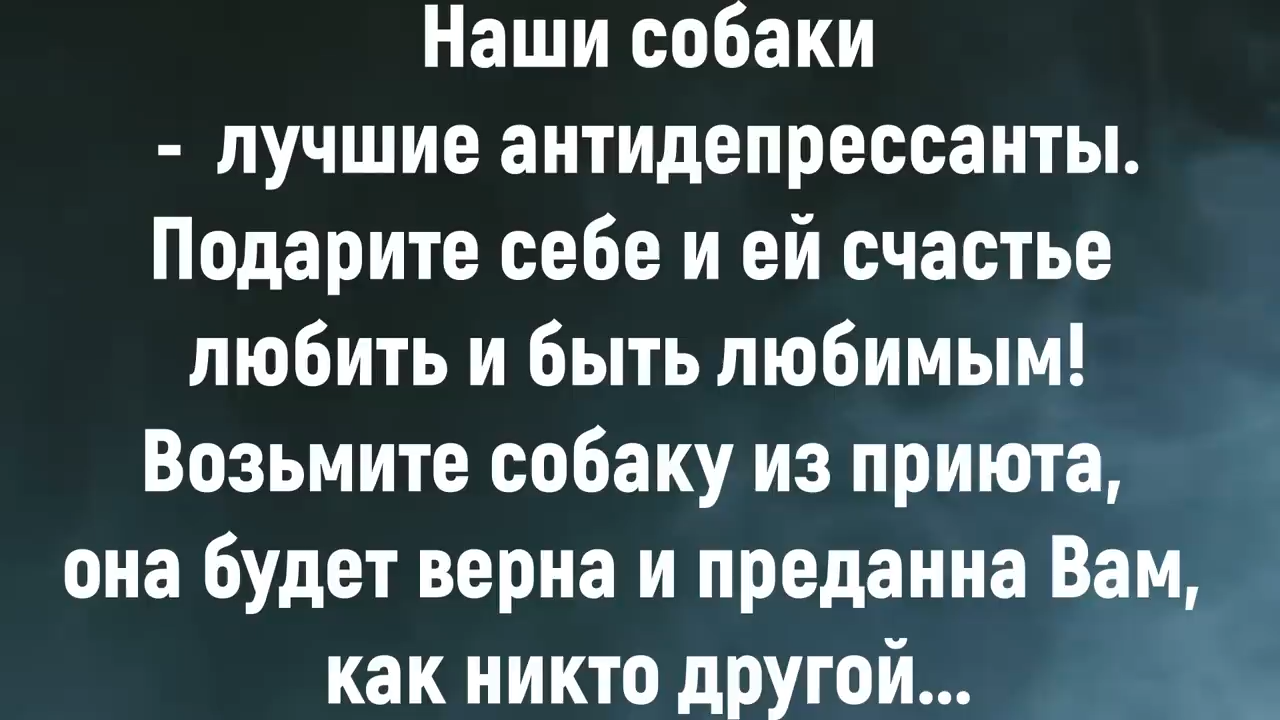 Наши собаки
- лучшие антидепрессанты.
Подарите себе и ей счастье
любить и быть любимым!
Возьмите собаку из приюта,
она будет верна и преданна Вам,
как никто другой...